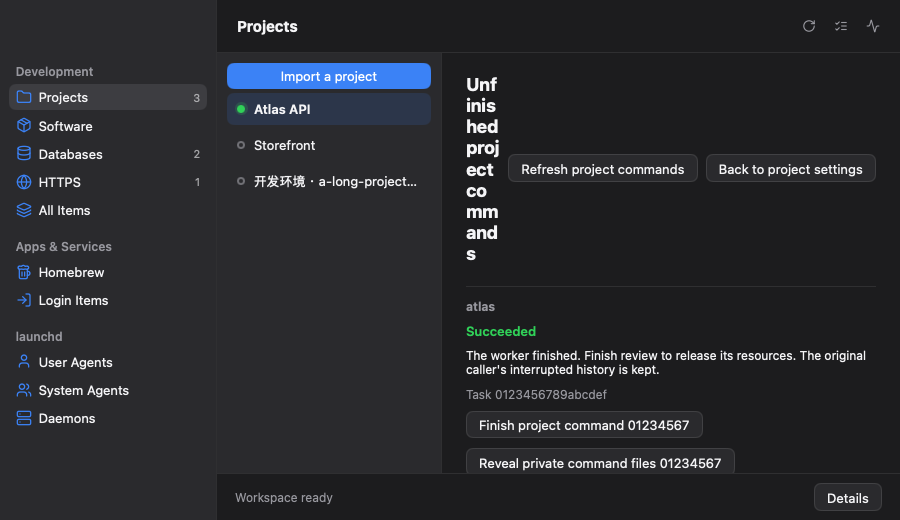 Projects
Development
Projects 3
Software
Databases 2
HTTPS 1
All Items
Apps & Services
Homebrew
Login Items
launchd
User Agents
System Agents
Daemons
Import a project
Atlas API
Storefront
开发环境 · a-long-project...
Unf
inis
hed
proj
ect
co
mm
and
s
Refresh project commands
Back to project settings
atlas
Succeeded
The worker finished. Finish review to release its resources. The original
caller's interrupted history is kept.
Task 0123456789abcdef
Finish project command 01234567
Reveal private command files 01234567
Workspace ready
Details